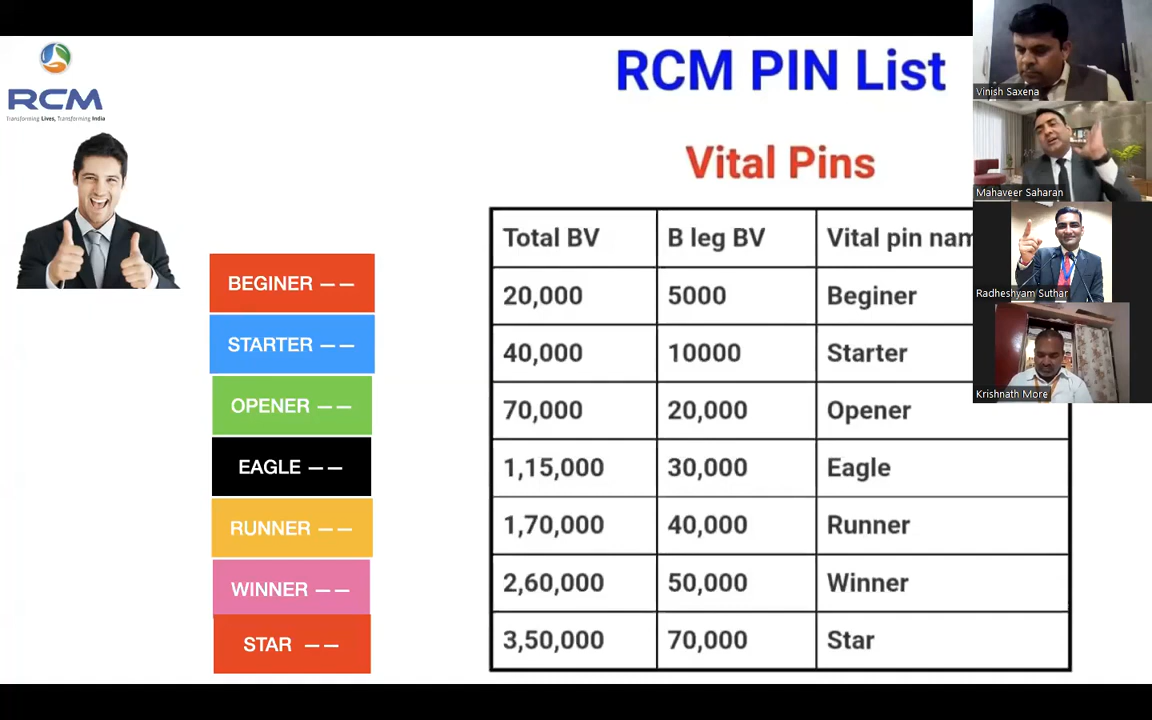 RCM
Transforming Lives, Transforming India
RCM PIN List
Vital Pins
BEGINER – –
STARTER – –
OPENER – –
EAGLE – –
RUNNER – –
WINNER – –
STAR – –
Total BV B leg BV Vital pin nam
20,000 5000 Beginer
40,000 10000 Starter
70,000 20,000 Opener
1,15,000 30,000 Eagle
1,70,000 40,000 Runner
2,60,000 50,000 Winner
3,50,000 70,000 Star
Vinish Saxena
Mahaveer Saharan
Radheshyam Suthar
Krishnath More